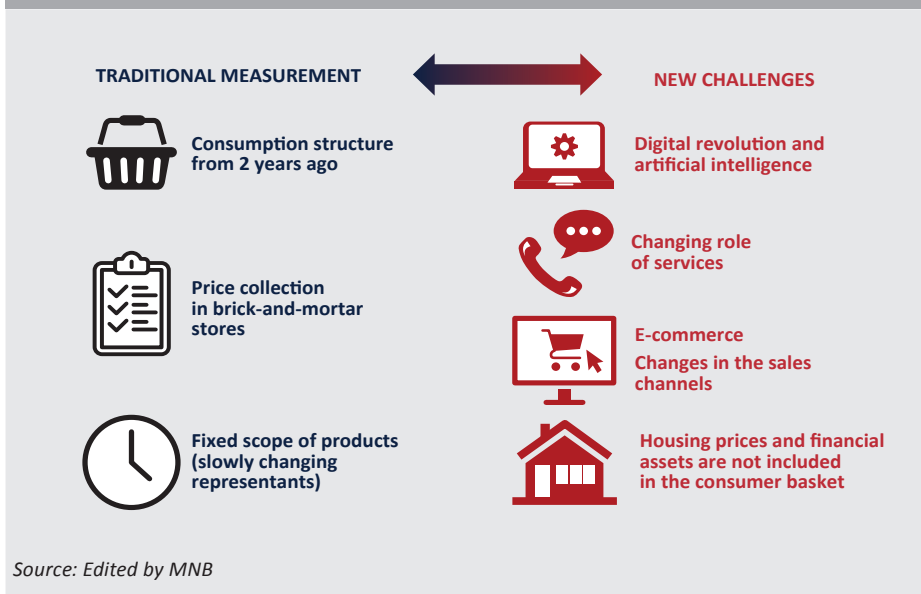 TRADITIONAL MEASUREMENT
Consumption structure
from 2 years ago
Price collection
in brick-and-mortar
stores
Fixed scope of products
(slowly changing
representants)
NEW CHALLENGES
Digital revolution and
artificial intelligence
Changing role
of services
E-commerce
Changes in the sales
channels
Housing prices and financial
assets are not included
in the consumer basket
Source: Edited by MNB